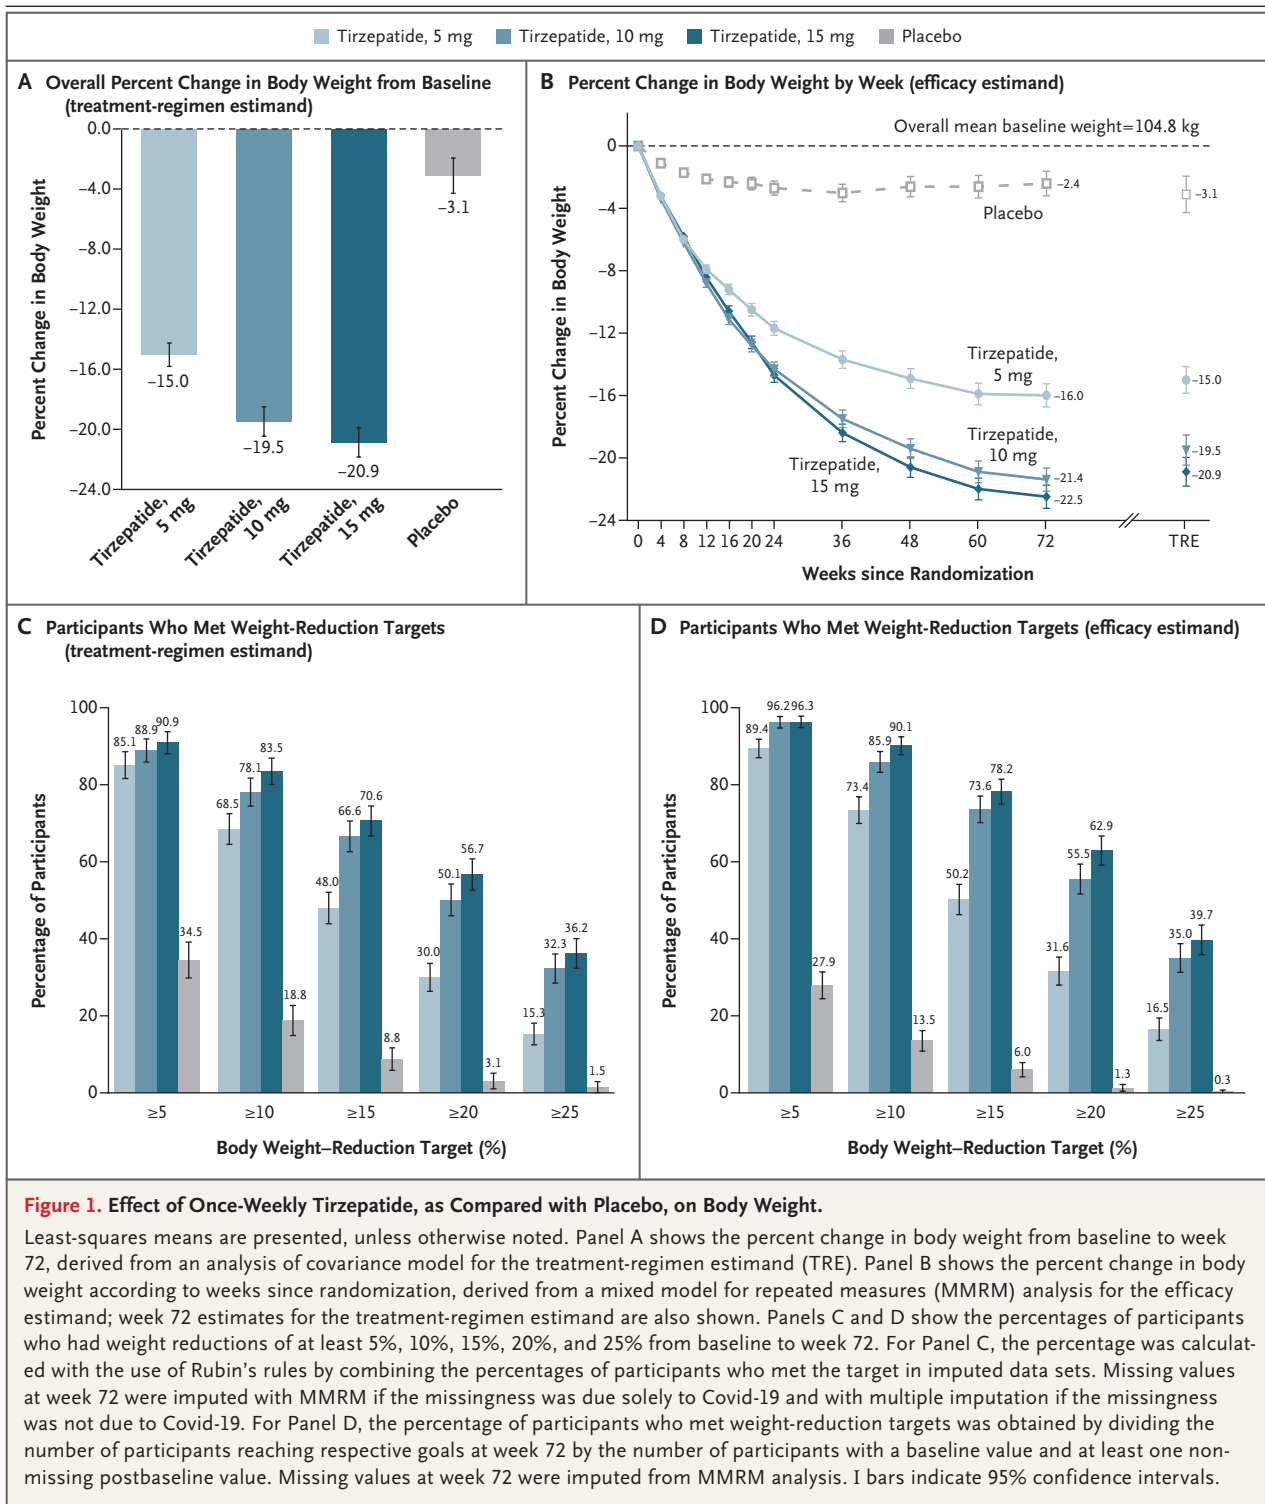 Tirzepatide, 5 mg Tirzepatide, 10 mg Tirzepatide, 15 mg Placebo
A Overall Percent Change in Body Weight from Baseline
(treatment-regimen estimand)
Percent Change in Body Weight
0.0
−4.0
−8.0
−12.0
−16.0
−20.0
−24.0
−15.0
−19.5
−20.9
−3.1
Tirzepatide,
5 mg
Tirzepatide,
10 mg
Tirzepatide,
15 mg
Placebo
B Percent Change in Body Weight by Week (efficacy estimand)
Overall mean baseline weight=104.8 kg
Percent Change in Body Weight
0
−4
−8
−12
−16
−20
−24
Placebo
Tirzepatide,
5 mg
Tirzepatide,
10 mg
Tirzepatide,
15 mg
−2.4
−16.0
−21.4
−22.5
−3.1
−15.0
−19.5
−20.9
0 4 8 12 16 20 24 36 48 60 72 TRE
Weeks since Randomization
C Participants Who Met Weight-Reduction Targets
(treatment-regimen estimand)
Percentage of Participants
100
80
60
40
20
0
85.1 88.9 90.9 34.5
68.5 78.1 83.5 18.8
48.0 66.6 70.6 8.8
30.0 50.1 56.7 3.1
15.3 32.3 36.2 1.5
≥5 ≥10 ≥15 ≥20 ≥25
Body Weight–Reduction Target (%)
D Participants Who Met Weight-Reduction Targets (efficacy estimand)
Percentage of Participants
100
80
60
40
20
0
89.4 96.2 96.3 27.9
73.4 85.9 90.1 13.5
50.2 73.6 78.2 6.0
31.6 55.5 62.9 1.3
16.5 35.0 39.7 0.3
≥5 ≥10 ≥15 ≥20 ≥25
Body Weight–Reduction Target (%)
Figure 1. Effect of Once-Weekly Tirzepatide, as Compared with Placebo, on Body Weight.
Least-squares means are presented, unless otherwise noted. Panel A shows the percent change in body weight from baseline to week
72, derived from an analysis of covariance model for the treatment-regimen estimand (TRE). Panel B shows the percent change in body
weight according to weeks since randomization, derived from a mixed model for repeated measures (MMRM) analysis for the efficacy
estimand; week 72 estimates for the treatment-regimen estimand are also shown. Panels C and D show the percentages of participants
who had weight reductions of at least 5%, 10%, 15%, 20%, and 25% from baseline to week 72. For Panel C, the percentage was calculat-
ed with the use of Rubin's rules by combining the percentages of participants who met the target in imputed data sets. Missing values
at week 72 were imputed with MMRM if the missingness was due solely to Covid-19 and with multiple imputation if the missingness
was not due to Covid-19. For Panel D, the percentage of participants who met weight-reduction targets was obtained by dividing the
number of participants reaching respective goals at week 72 by the number of participants with a baseline value and at least one non-
missing postbaseline value. Missing values at week 72 were imputed from MMRM analysis. I bars indicate 95% confidence intervals.